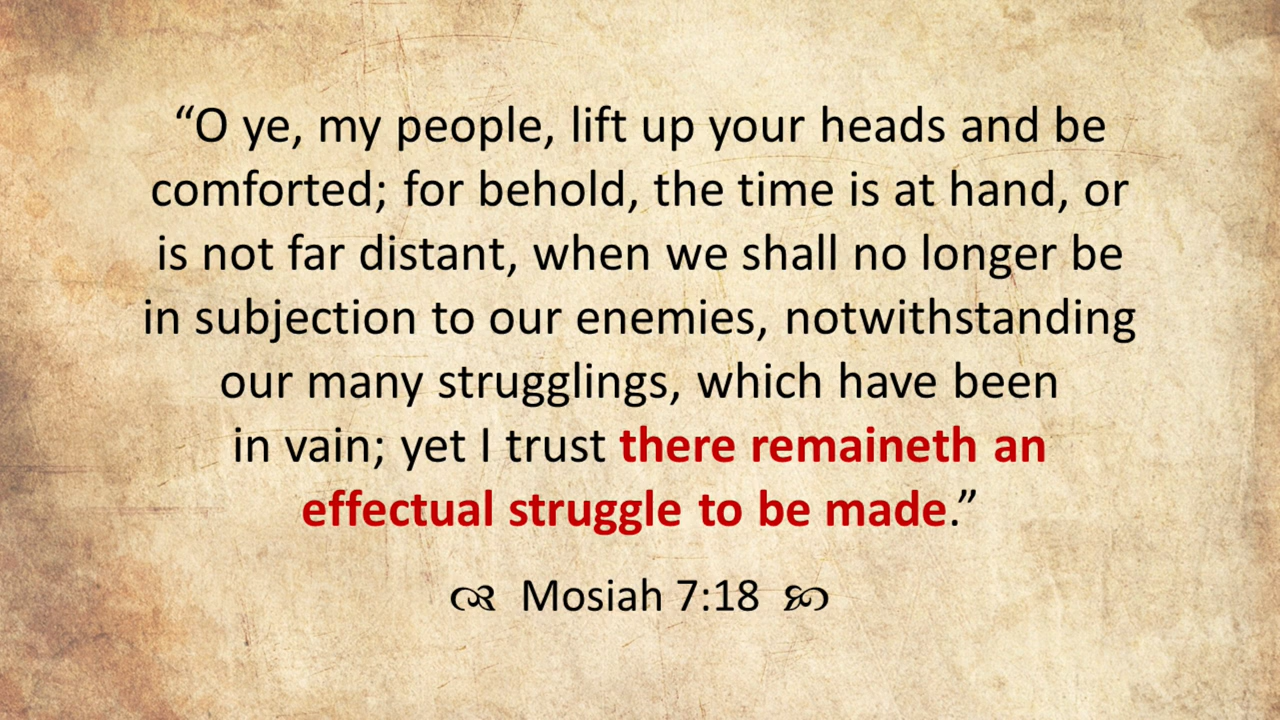 “O ye, my people, lift up your heads and be
comforted; for behold, the time is at hand, or
is not far distant, when we shall no longer be
in subjection to our enemies, notwithstanding
our many strugglings, which have been
in vain; yet I trust there remaineth an
effectual struggle to be made.”
Mosiah 7:18